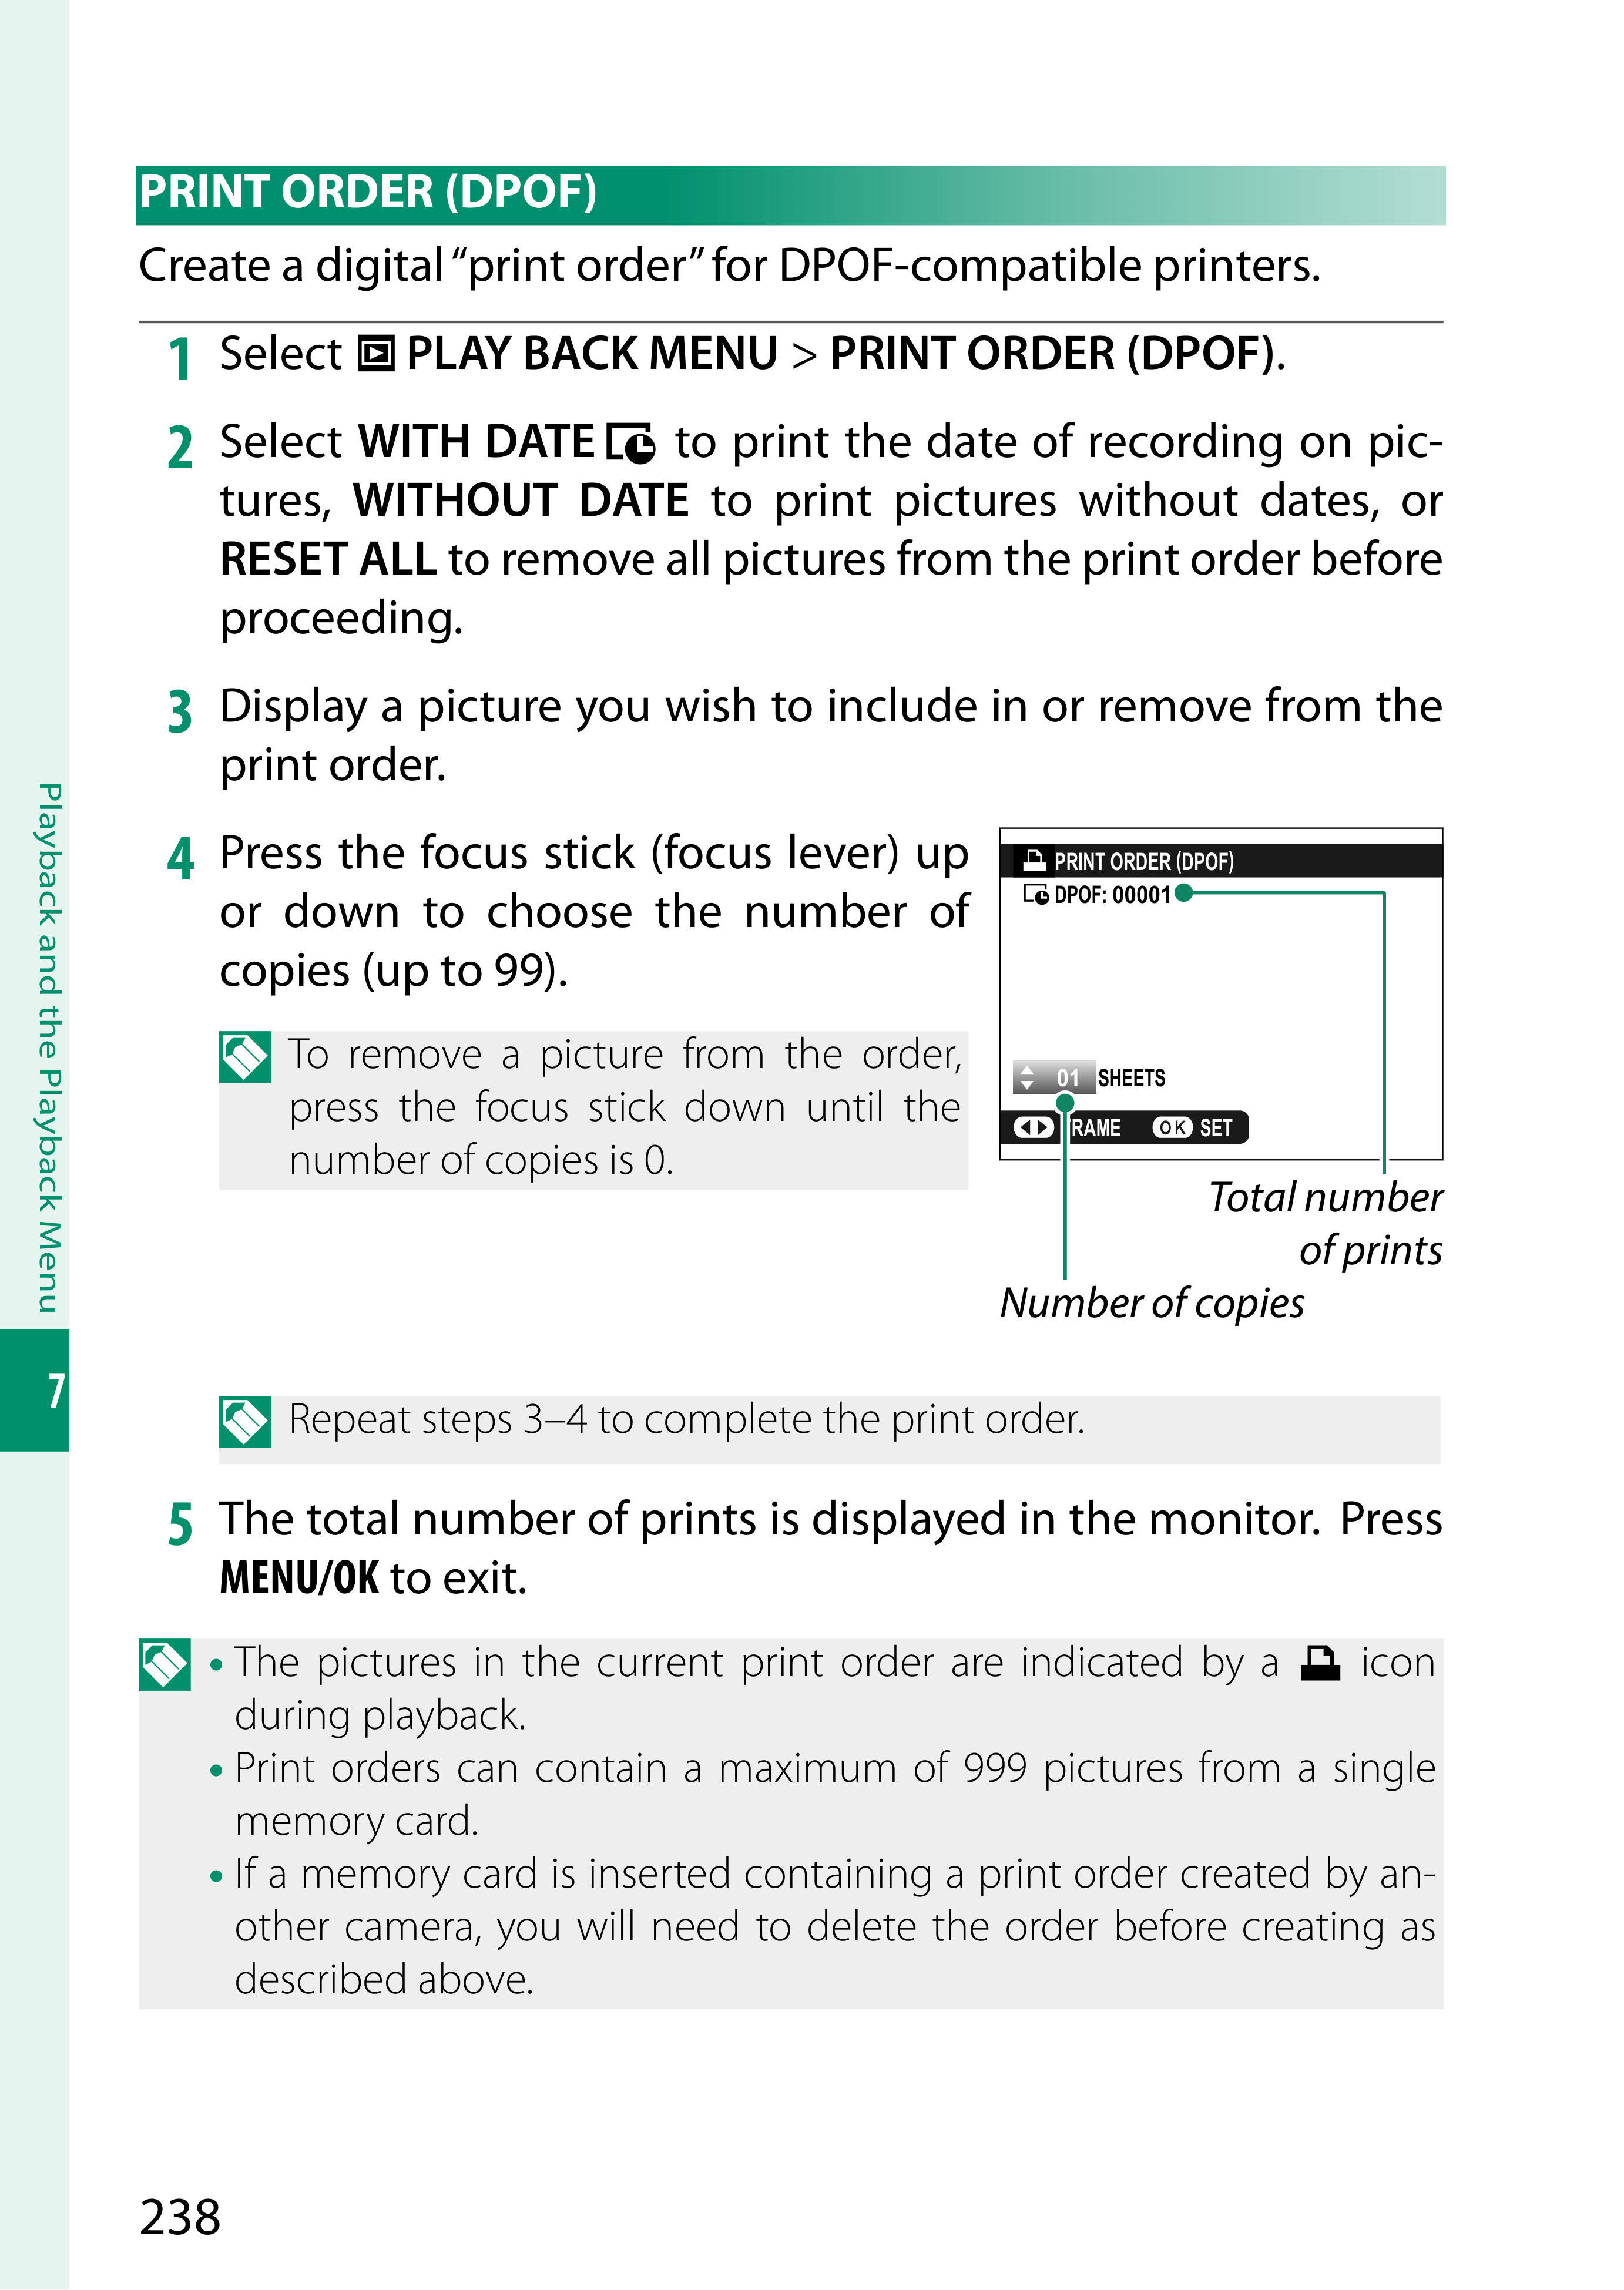 PRINT ORDER (DPOF)
Create a digital “print order” for DPOF-compatible printers.
1 Select PLAY BACK MENU > PRINT ORDER (DPOF).
2 Select WITH DATE to print the date of recording on pic-
tures, WITHOUT DATE to print pictures without dates, or
RESET ALL to remove all pictures from the print order before
proceeding.
3 Display a picture you wish to include in or remove from the
print order.
4 Press the focus stick (focus lever) up
or down to choose the number of
copies (up to 99).
To remove a picture from the order,
press the focus stick down until the
number of copies is 0.
PRINT ORDER (DPOF)
DPOF: 00001
01 SHEETS
RAME OK SET
Total number
of prints
Number of copies
Repeat steps 3–4 to complete the print order.
5 The total number of prints is displayed in the monitor. Press
MENU/OK to exit.
• The pictures in the current print order are indicated by a icon
during playback.
• Print orders can contain a maximum of 999 pictures from a single
memory card.
• If a memory card is inserted containing a print order created by an-
other camera, you will need to delete the order before creating as
described above.
Playback and the Playback Menu
7
238